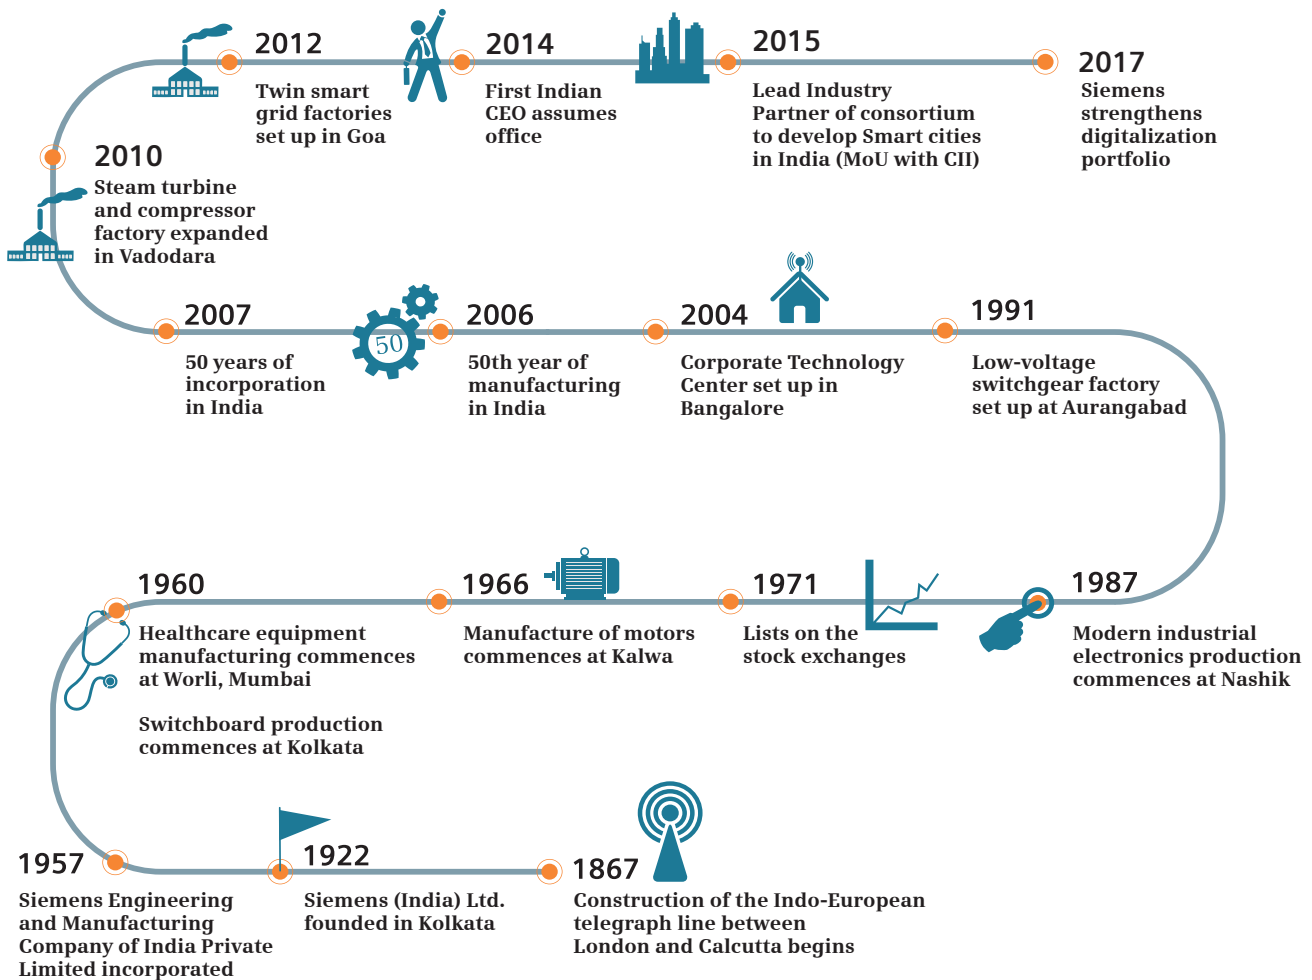 2012
Twin smart
grid factories
set up in Goa
2014
First Indian
CEO assumes
office
2015
Lead Industry
Partner of consortium
to develop Smart cities
in India (MoU with CII)
2017
Siemens
strengthens
digitalization
portfolio
2010
Steam turbine
and compressor
factory expanded
in Vadodara
2007
50 years of
incorporation
in India
50
2006
50th year of
manufacturing
in India
2004
Corporate Technology
Center set up in
Bangalore
1991
Low-voltage
switchgear factory
set up at Aurangabad
1960
Healthcare equipment
manufacturing commences
at Worli, Mumbai
Switchboard production
commences at Kolkata
1966
Manufacture of motors
commences at Kalwa
1971
Lists on the
stock exchanges
1987
Modern industrial
electronics production
commences at Nashik
1957
Siemens Engineering
and Manufacturing
Company of India Private
Limited incorporated
1922
Siemens (India) Ltd.
founded in Kolkata
1867
Construction of the Indo-European
telegraph line between
London and Calcutta begins